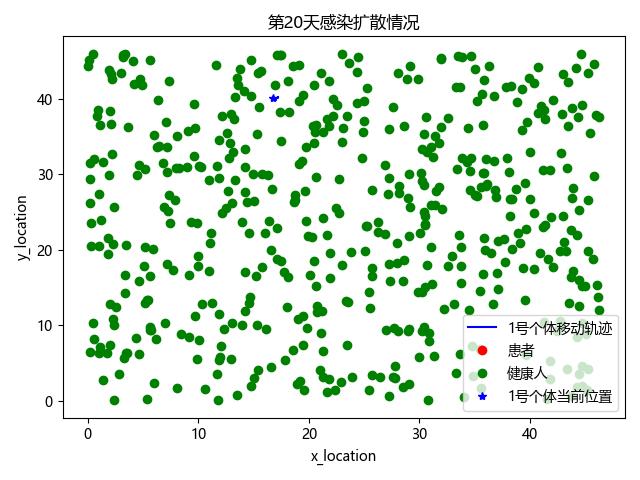 第20天感染扩散情况
y_location
40
30
20
10
0
0
10
20
30
40
x_location
1号个体移动轨迹
患者
健康人
1号个体当前位置